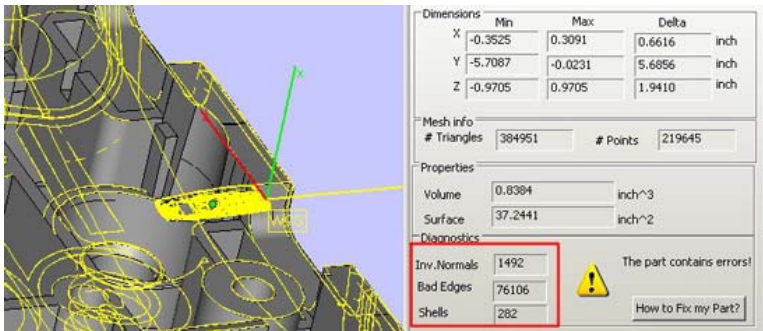 Dimensions
Min Max Delta
X -0.3525 0.3091 0.6616 inch
Y -5.7087 -0.0231 5.6856 inch
Z -0.9705 0.9705 1.9410 inch
Mesh info
# Triangles 384951 # Points 219645
Properties
Volume 0.8384 inch^3
Surface 37.2441 inch^2
Diagnostics
Inv.Normals 1492 The part contains errors!
Bad Edges 76106
Shells 282 How to Fix my Part?
x
WCS